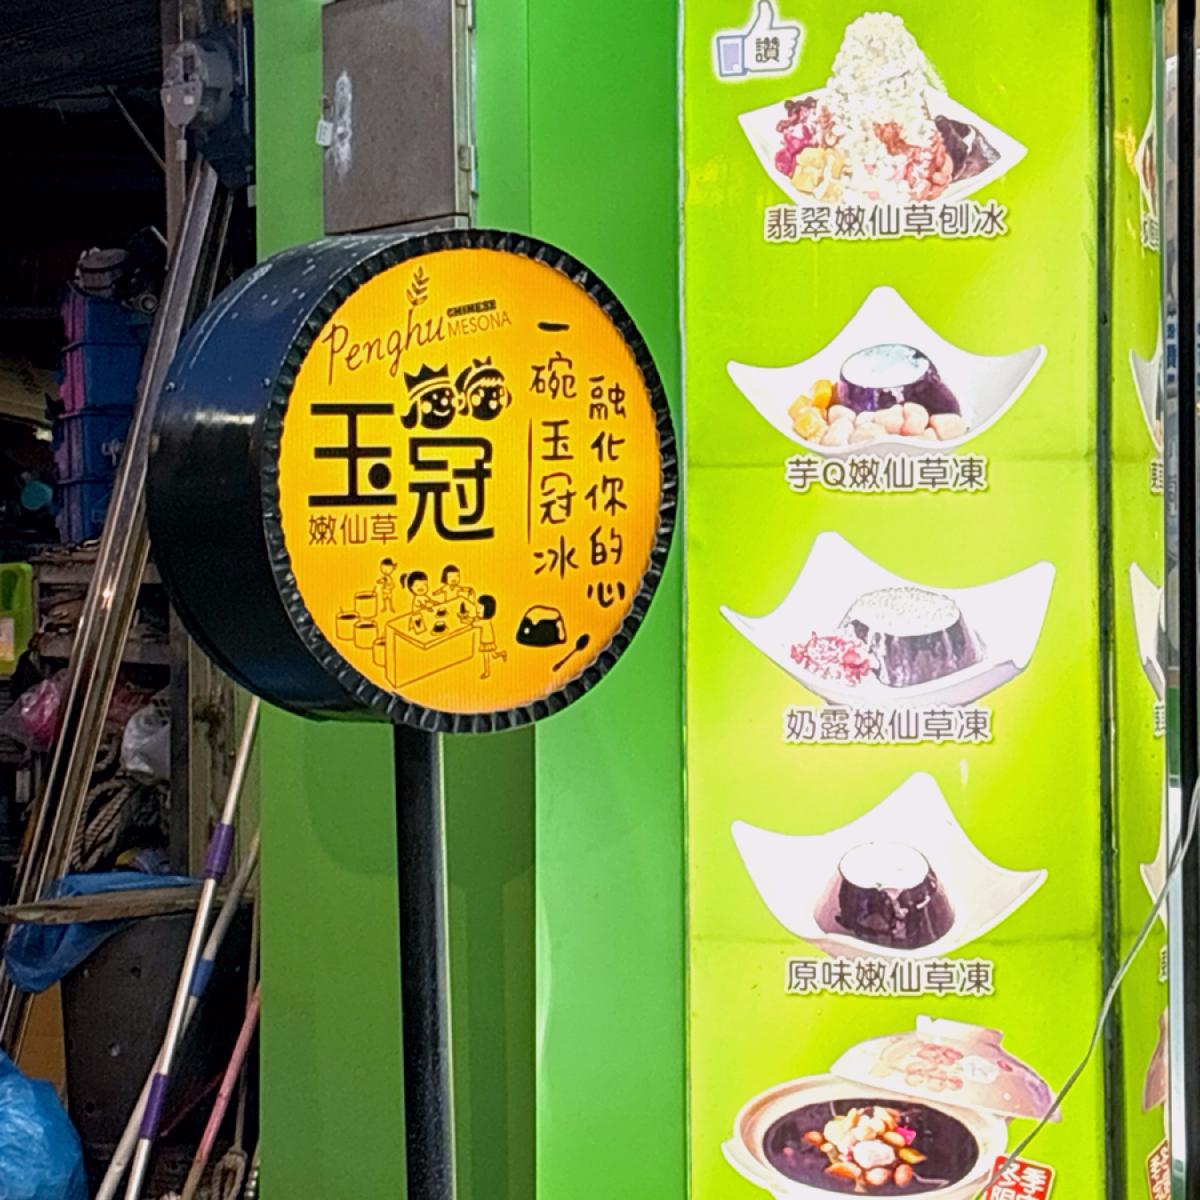 Penghu
CHINESE
MESONA
玉冠
嫩仙草
一碗玉冠冰
融化你的心
讚
翡翠嫩仙草刨冰
芋Q嫩仙草凍
奶露嫩仙草凍
原味嫩仙草凍
冬季